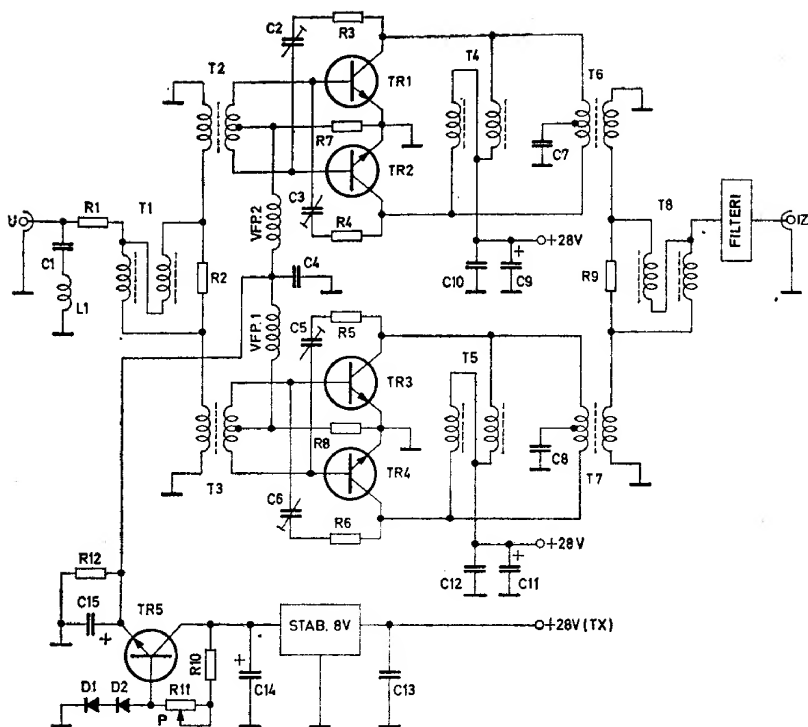 C2
R3
T2
TR1
T4
T6
R7
C7
TR2
C3
R4
VFP.2
U
R1
T1
C1
L1
R2
C4
+28V
C10
C9
R9
T8
FILTERI
IZ
VFP.1
C5
R5
TR3
T5
R8
C8
T3
TR4
T7
C6
R6
+28V
C12
C11
R12
C15
TR5
STAB. 8V
+28V (TX)
R10
C14
C13
D1
D2
R11
P